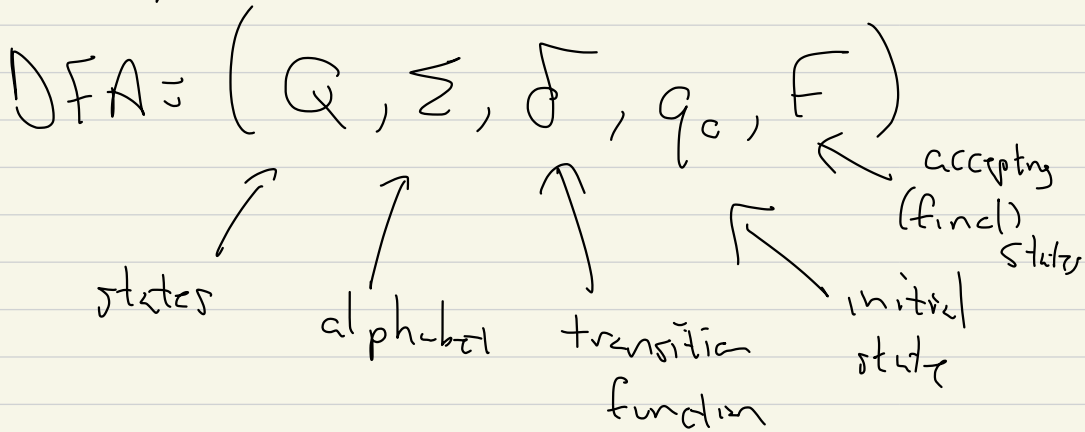 DFA = (Q, Σ, δ, q₀, F)
accepting
(final)
states
states
alphabet
transition
function
initial
state